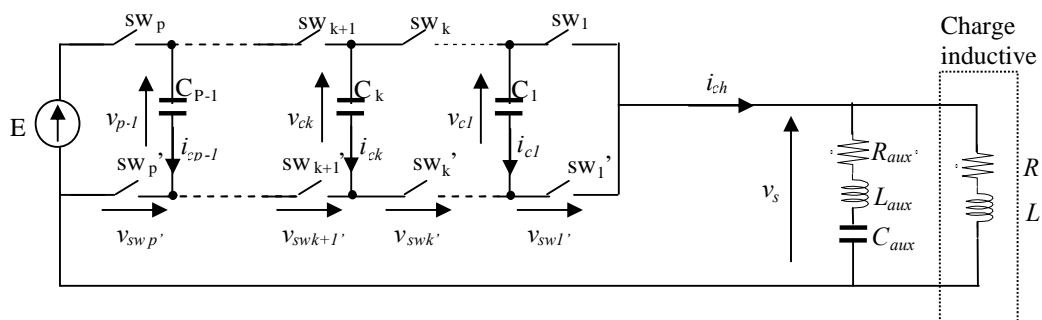 sw p
sw k+1
sw k
sw 1
Charge
inductive
C P-1
C k
C 1
i ch
E
v p-1
v ck
v c1
i cp-1
i ck
i c1
sw p’
sw k+1’
sw k’
sw 1’
v s
R aux
R
L aux
L
C aux
v swp’
v swk+1’
v swk’
v sw1’